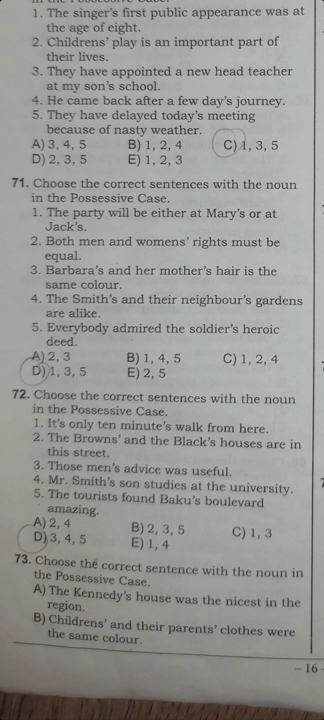 in the Possessive Case.
1. The singer's first public appearance was at
the age of eight.
2. Childrens' play is an important part of
their lives.
3. They have appointed a new head teacher
at my son's school.
4. He came back after a few day's journey.
5. They have delayed today's meeting
because of nasty weather.
A) 3, 4, 5 B) 1, 2, 4 C) 1, 3, 5
D) 2, 3, 5 E) 1, 2, 3
71. Choose the correct sentences with the noun
in the Possessive Case.
1. The party will be either at Mary's or at
Jack's.
2. Both men and womens' rights must be
equal.
3. Barbara's and her mother's hair is the
same colour.
4. The Smith's and their neighbour's gardens
are alike.
5. Everybody admired the soldier's heroic
deed.
A) 2, 3 B) 1, 4, 5 C) 1, 2, 4
D) 1, 3, 5 E) 2, 5
72. Choose the correct sentences with the noun
in the Possessive Case.
1. It's only ten minute's walk from here.
2. The Browns' and the Black's houses are in
this street.
3. Those men's advice was useful.
4. Mr. Smith's son studies at the university.
5. The tourists found Baku's boulevard
amazing.
A) 2, 4 B) 2, 3, 5 C) 1, 3
D) 3, 4, 5 E) 1, 4
73. Choose the correct sentence with the noun in
the Possessive Case.
A) The Kennedy's house was the nicest in the
region.
B) Childrens' and their parents' clothes were
the same colour.
– 16 –